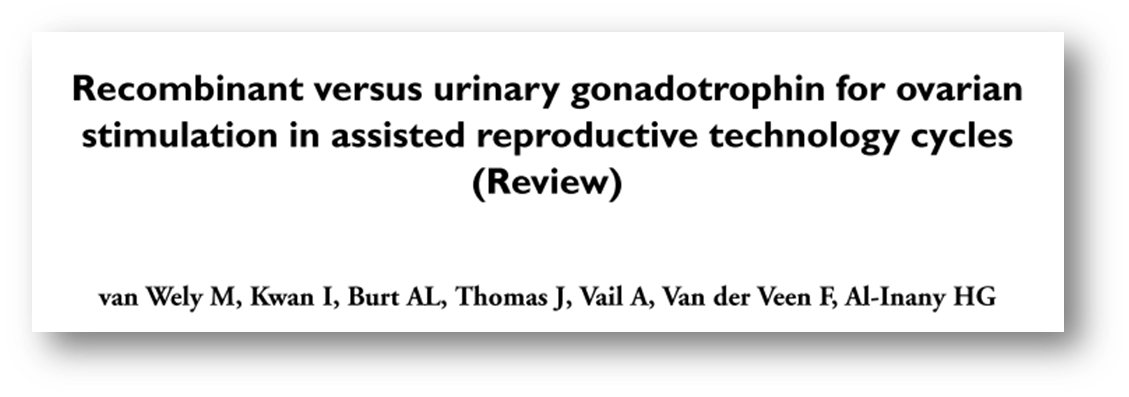 Recombinant versus urinary gonadotrophin for ovarian
stimulation in assisted reproductive technology cycles
(Review)
van Wely M, Kwan I, Burt AL, Thomas J, Vail A, Van der Veen F, Al-Inany HG